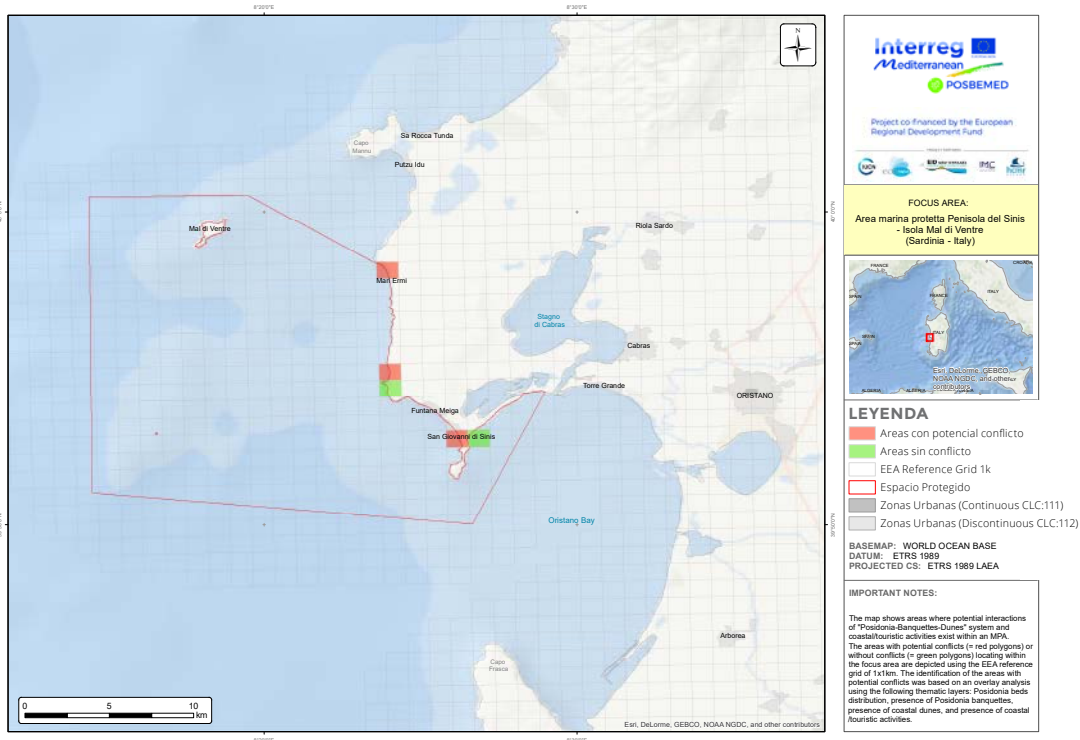 8°20'0"E
8°30'0"E
N
Capo
Mannu
Sa Rocca Tunda
Putzu Idu
Mal di Ventre
Riola Sardo
Mari Ermi
Stagno
di Cabras
Cabras
Torre Grande
ORISTANO
Funtana Meiga
San Giovanni di Sinis
Oristano Bay
Arborea
Capo
Frasca
0 5 10
km
Esri, DeLorme, GEBCO, NOAA NGDC, and other contributors
Interreg
Mediterranean
POSBEMED
Project co financed by the European
Regional Development Fund
IUCN
IMC
hcmr
FOCUS AREA:
Area marina protetta Penisola del Sinis
- Isola Mal di Ventre
(Sardinia - Italy)
FRANCE
CROATIA
FRANCE
ITALY
SPAIN
ITALY
SPAIN
SPAIN
Esri, DeLorme, GEBCO,
NOAA NGDC, and other
contributors
ALGERIA
ALGERIA
LEYENDA
Areas con potencial conflicto
Areas sin conflicto
EEA Reference Grid 1k
Espacio Protegido
Zonas Urbanas (Continuous CLC:111)
Zonas Urbanas (Discontinuous CLC:112)
BASEMAP: WORLD OCEAN BASE
DATUM: ETRS 1989
PROJECTED CS: ETRS 1989 LAEA
IMPORTANT NOTES:
The map shows areas where potential interactions
of "Posidonia-Banquettes-Dunes" system and
coastal/touristic activities exist within an MPA.
The areas with potential conflicts (= red polygons) or
without conflicts (= green polygons) locating within
the focus area are depicted using the EEA reference
grid of 1x1km. The identification of the areas with
potential conflicts was based on an overlay analysis
using the following thematic layers: Posidonia beds
distribution, presence of Posidonia banquettes,
presence of coastal dunes, and presence of coastal
/touristic activities.